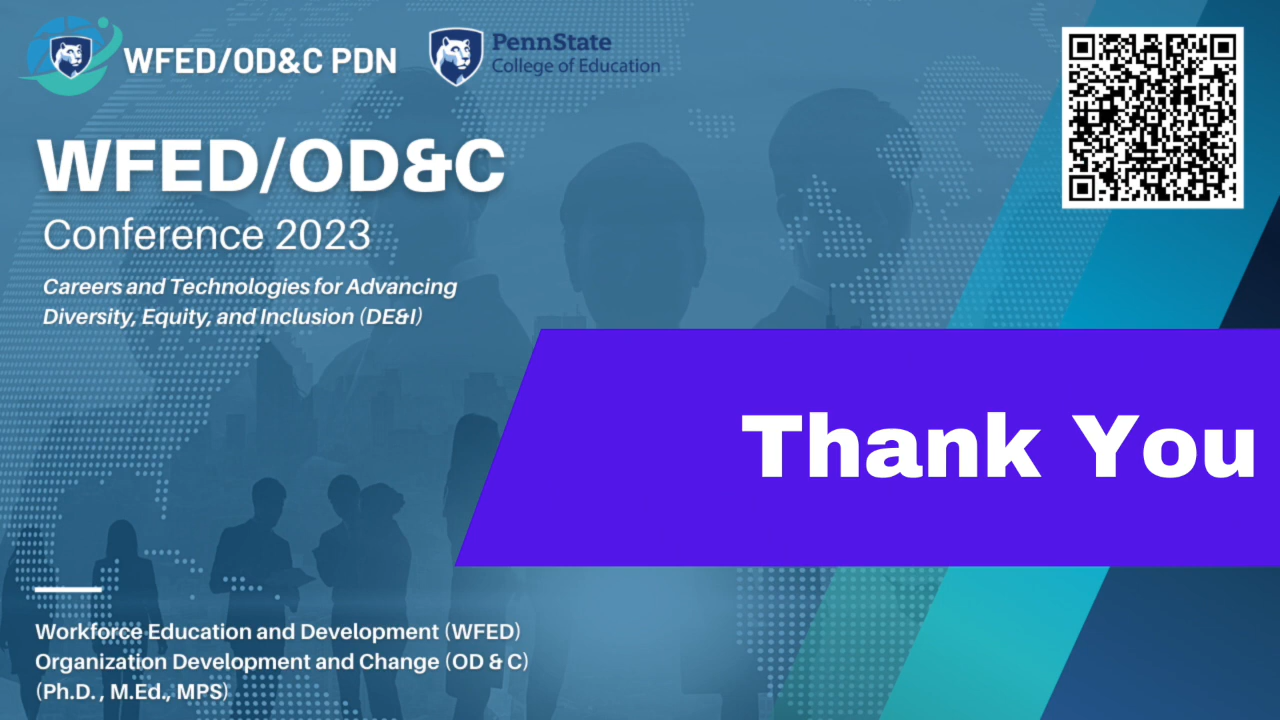 WFED/OD&C PDN
PennState
College of Education
WFED/OD&C
Conference 2023
Careers and Technologies for Advancing
Diversity, Equity, and Inclusion (DE&I)
Thank You
Workforce Education and Development (WFED)
Organization Development and Change (OD & C)
(Ph.D. , M.Ed., MPS)